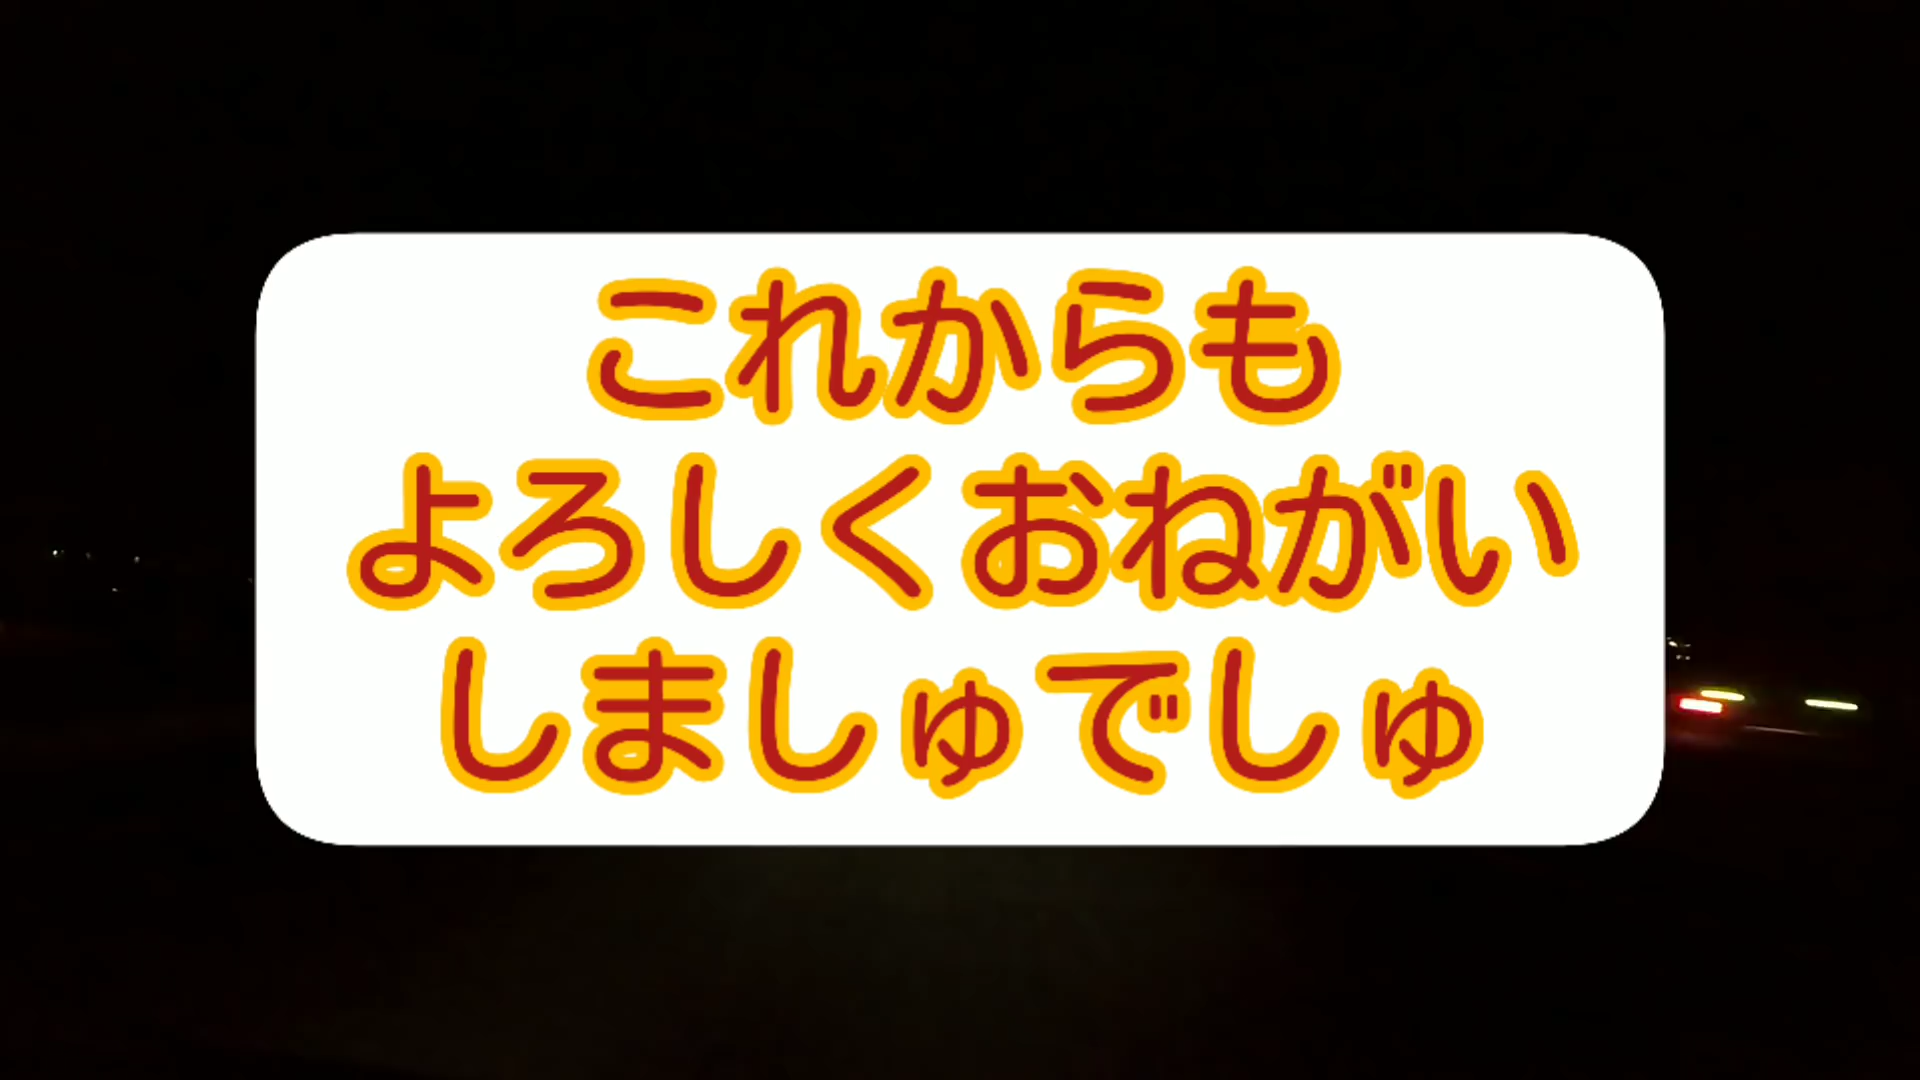 これからも
よろしくおねがい
しましゅでしゅ